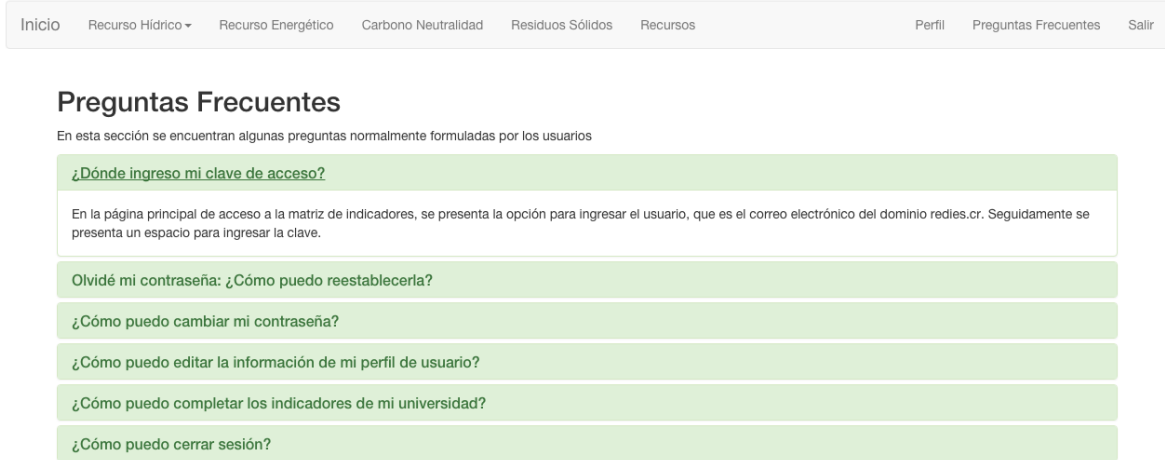 Inicio Recurso Hídrico Recurso Energético Carbono Neutralidad Residuos Sólidos Recursos Perfil Preguntas Frecuentes Salir
Preguntas Frecuentes
En esta sección se encuentran algunas preguntas normalmente formuladas por los usuarios
¿Dónde ingreso mi clave de acceso?
En la página principal de acceso a la matriz de indicadores, se presenta la opción para ingresar el usuario, que es el correo electrónico del dominio redies.cr. Seguidamente se
presenta un espacio para ingresar la clave.
Olvidé mi contraseña: ¿Cómo puedo reestablecerla?
¿Cómo puedo cambiar mi contraseña?
¿Cómo puedo editar la información de mi perfil de usuario?
¿Cómo puedo completar los indicadores de mi universidad?
¿Cómo puedo cerrar sesión?